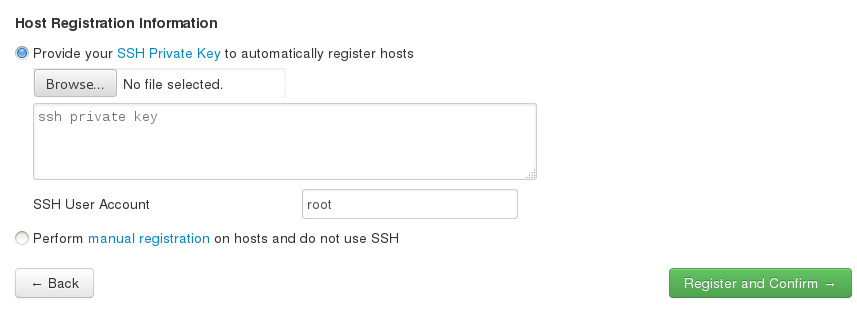 Host Registration Information
Provide your SSH Private Key to automatically register hosts
Browse... No file selected.
ssh private key
SSH User Account root
Perform manual registration on hosts and do not use SSH
← Back Register and Confirm →